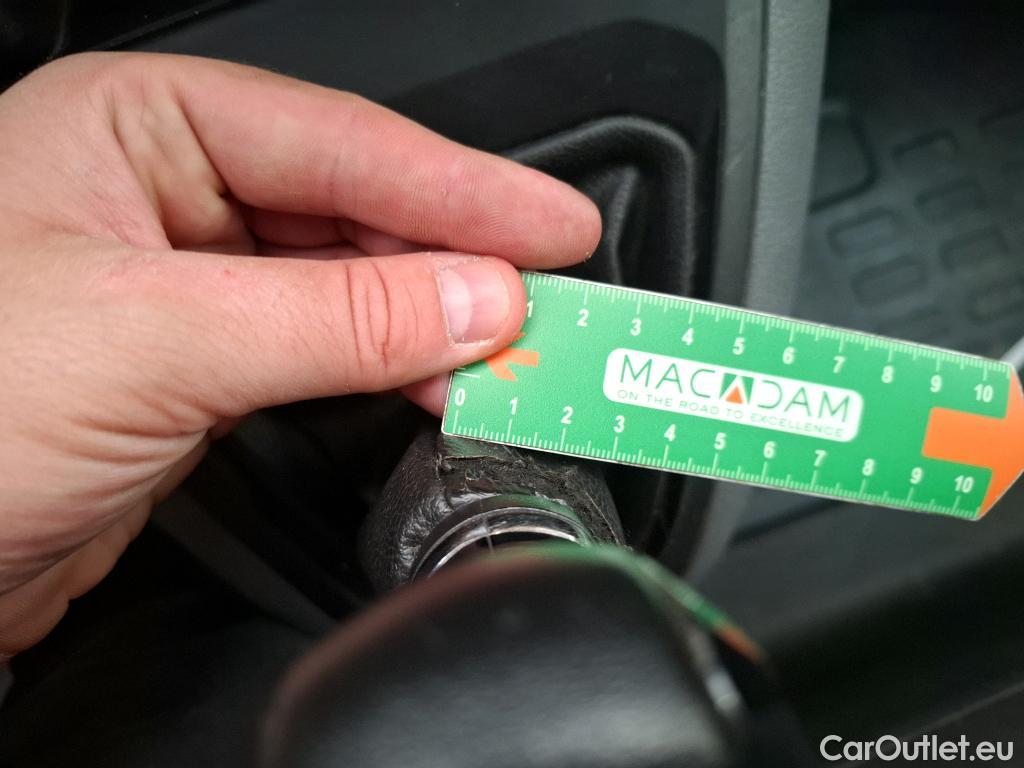 1 2 3 4 5 6 7 8 9 10
MACADAM
ON THE ROAD TO EXCELLENCE
0 1 2 3 4 5 6 7 8 9 10
CarOutlet.eu